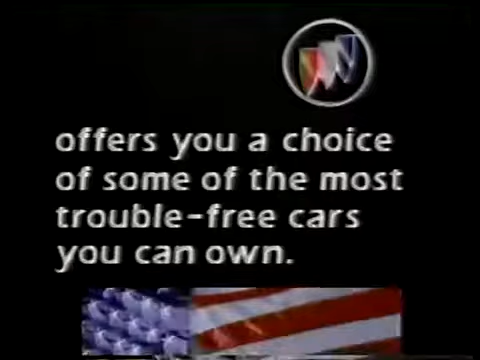 offers you a choice
of some of the most
trouble-free cars
you can own.